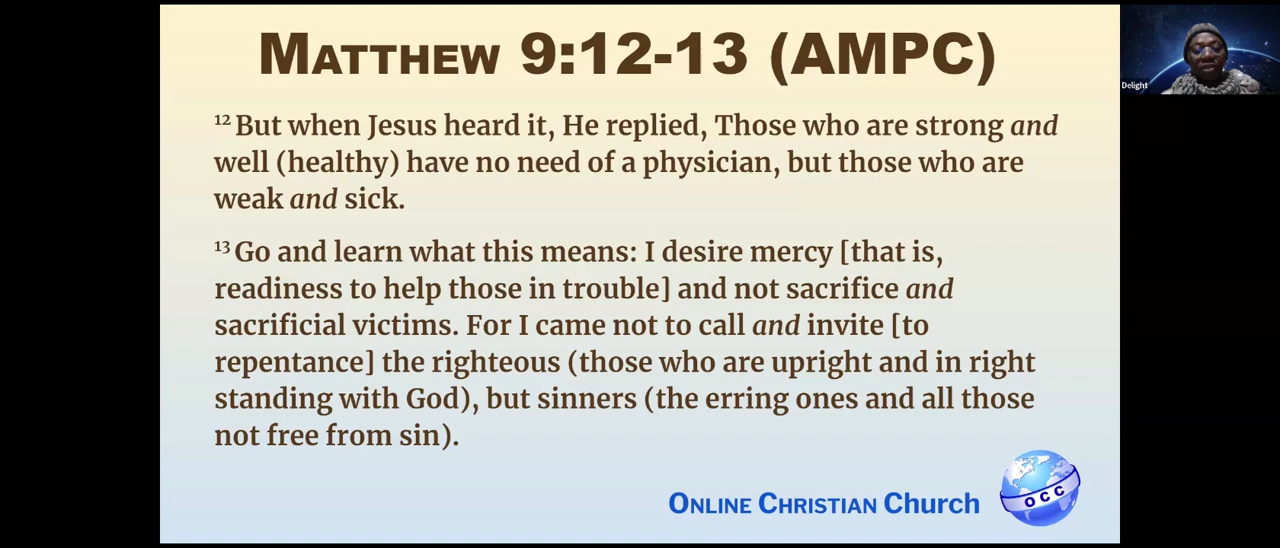 MATTHEW 9:12-13 (AMPC)
Delight
12 But when Jesus heard it, He replied, Those who are strong and
well (healthy) have no need of a physician, but those who are
weak and sick.
13 Go and learn what this means: I desire mercy [that is,
readiness to help those in trouble] and not sacrifice and
sacrificial victims. For I came not to call and invite [to
repentance] the righteous (those who are upright and in right
standing with God), but sinners (the erring ones and all those
not free from sin).
ONLINE CHRISTIAN Church
OCC